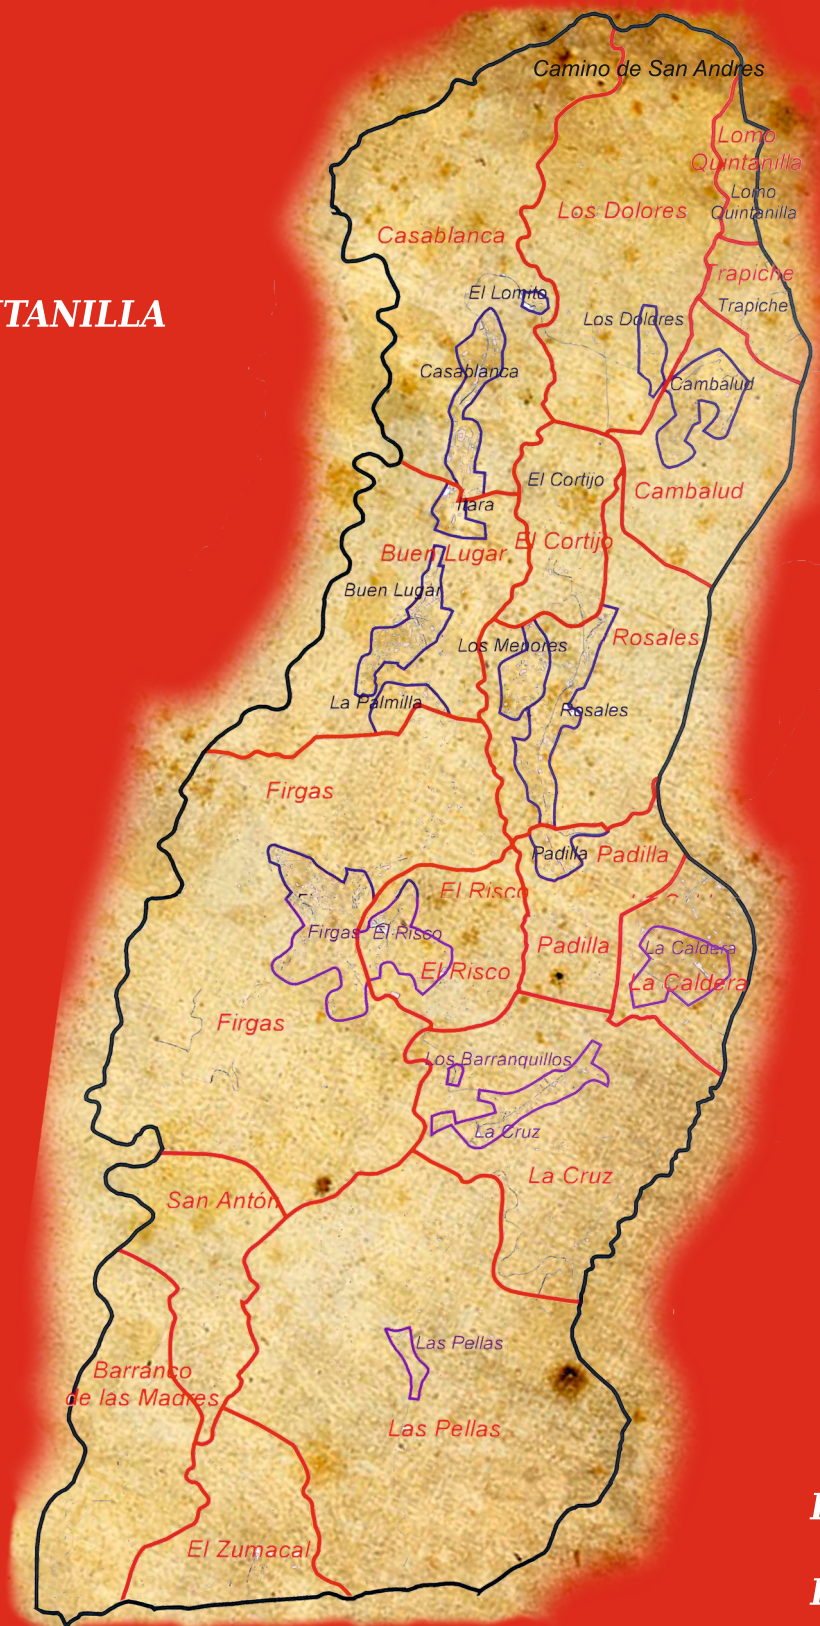 Camino de San Andres
Lomo
Quintanilla
Lomo
Quintanilla
Los Dolores
Casablanca
Trapiche
El Lomito
Trapiche
NTANILLA
Los Dolores
Casablanca
Cambalud
El Cortijo
Cambalud
Buen Lugar
El Cortijo
Buen Lugar
Los Menores
Rosales
La Palmilla
Rosales
Firgas
Padilla
Padilla
El Risco
Firgas
El Risco
Padilla
La Caldera
El Risco
La Caldera
Firgas
Los Barranquillos
La Cruz
La Cruz
San Antón
Las Pellas
Barranco
de las Madres
Las Pellas
El Zumacal